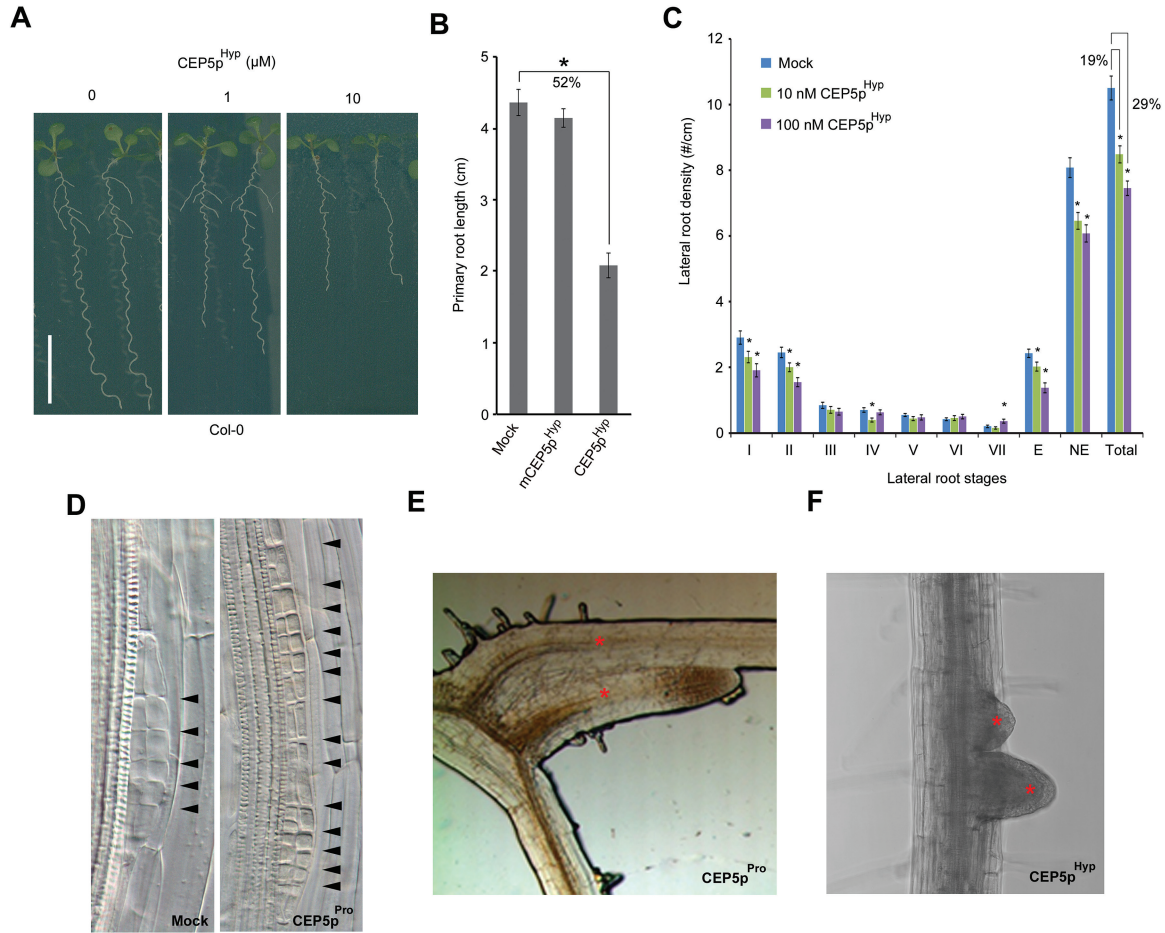 A
CEP5p^Hyp (µM)
0 1 10
Col-0
B
Primary root length (cm)
5
4
3
2
1
0
*
52%
Mock
mCEP5p^Hyp
CEP5p^Hyp
C
Lateral root density (#/cm)
12
10
8
6
4
2
0
Mock
10 nM CEP5p^Hyp
100 nM CEP5p^Hyp
19%
29%
* * * * * * * * * * * *
I II III IV V VI VII E NE Total
Lateral root stages
D
Mock
CEP5p^Pro
E
* *
CEP5p^Pro
F
* *
CEP5p^Hyp